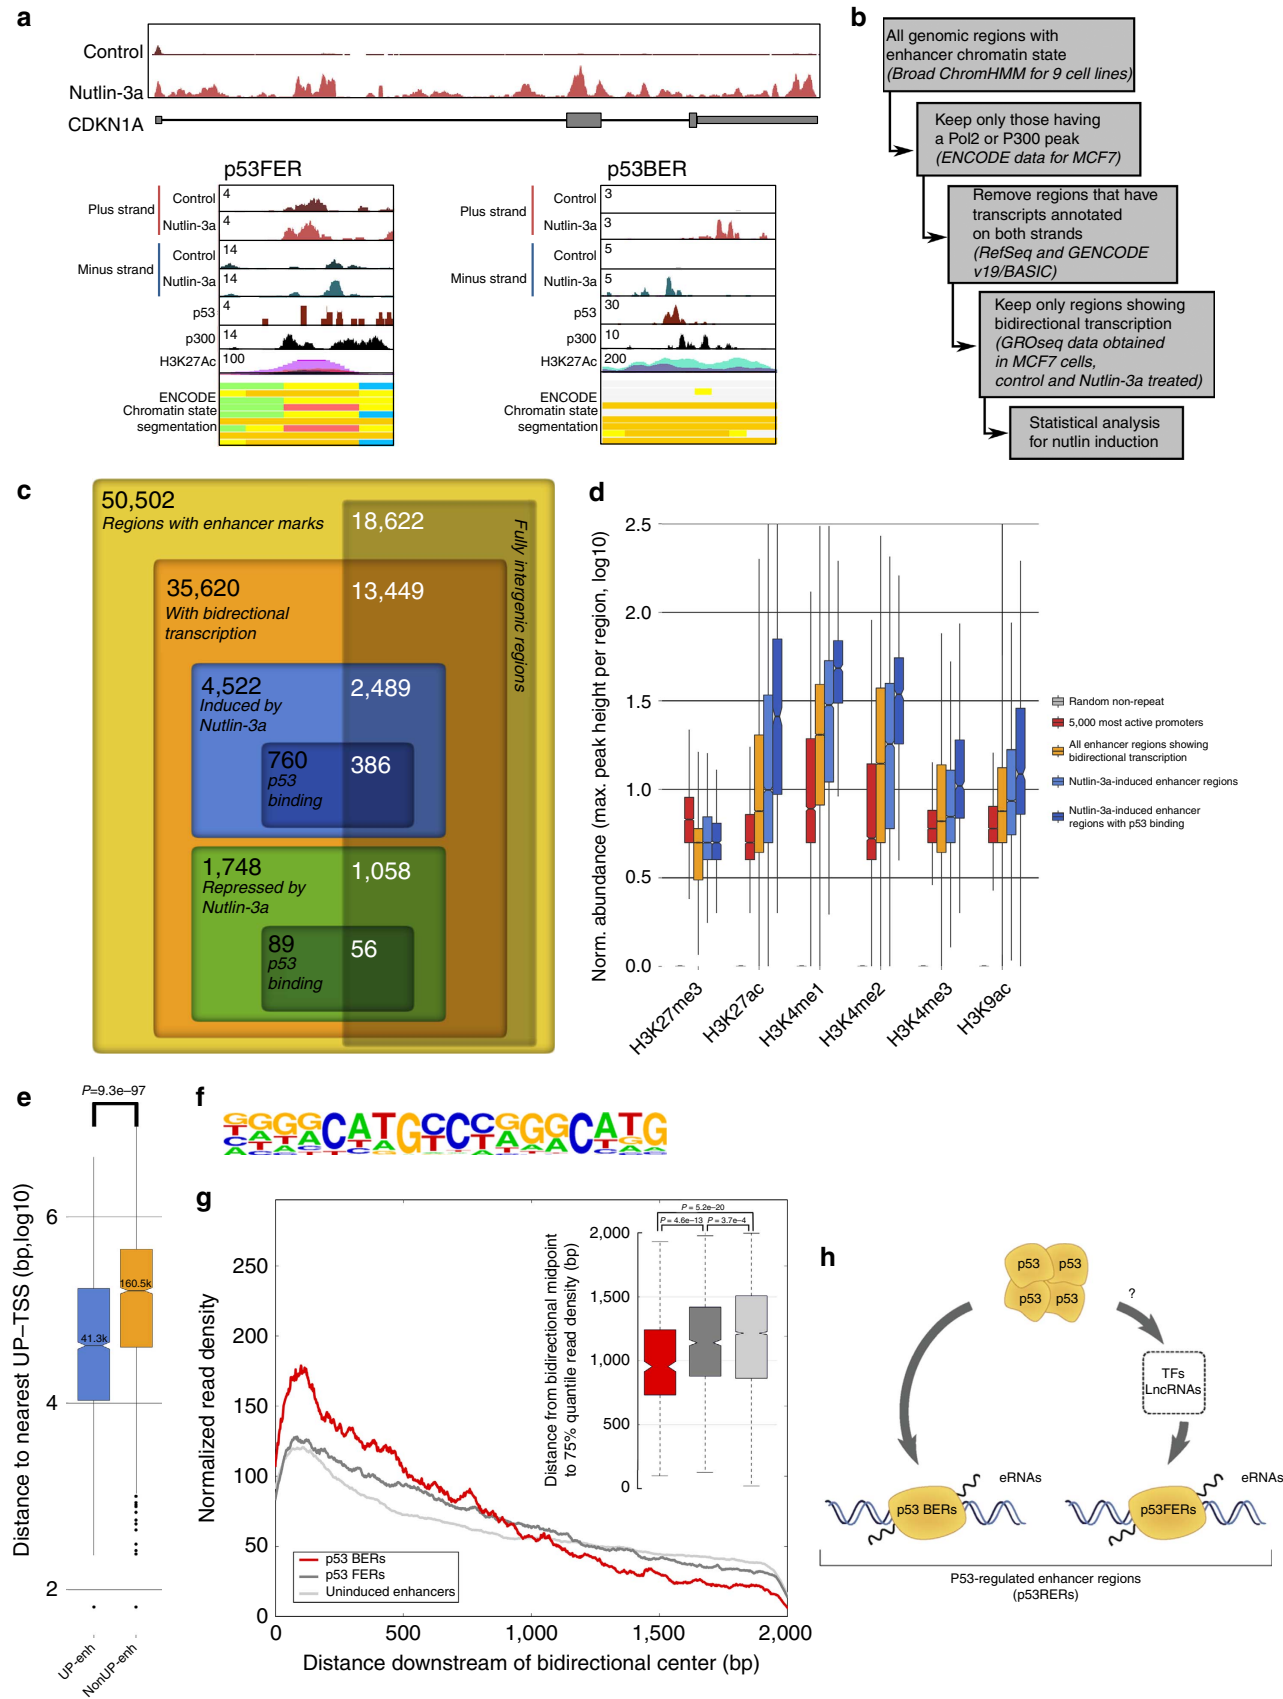 a
Control
Nutlin-3a
CDKN1A
p53FER
Plus strand
Control
4
Nutlin-3a
4
Minus strand
Control
14
Nutlin-3a
14
p53
4
p300
14
H3K27Ac
100
ENCODE
Chromatin state
segmentation
p53BER
Plus strand
Control
3
Nutlin-3a
3
Minus strand
Control
5
Nutlin-3a
5
p53
30
p300
10
H3K27Ac
200
ENCODE
Chromatin state
segmentation
b
All genomic regions with
enhancer chromatin state
(Broad ChromHMM for 9 cell lines)
Keep only those having
a Pol2 or P300 peak
(ENCODE data for MCF7)
Remove regions that have
transcripts annotated
on both strands
(RefSeq and GENCODE
v19/BASIC)
Keep only regions showing
bidirectional transcription
(GROseq data obtained
in MCF7 cells,
control and Nutlin-3a treated)
Statistical analysis
for nutlin induction
c
50,502
Regions with enhancer marks
18,622
Fully intergenic regions
35,620
With bidrectional
transcription
13,449
4,522
Induced by
Nutlin-3a
2,489
760
p53
binding
386
1,748
Repressed by
Nutlin-3a
1,058
89
p53
binding
56
d
Norm. abundance (max. peak height per region, log10)
2.5
2.0
1.5
1.0
0.5
0.0
H3K27me3
H3K27ac
H3K4me1
H3K4me2
H3K4me3
H3K9ac
Random non-repeat
5,000 most active promoters
All enhancer regions showing
bidirectional transcription
Nutlin-3a-induced enhancer regions
Nutlin-3a-induced enhancer
regions with p53 binding
e
P=9.3e–97
Distance to nearest UP–TSS (bp,log10)
6
4
2
41.3k
160.5k
UP-enh
NonUP-enh
f
GGGGCATGCCCGGGCATG
g
Normalized read density
250
200
150
100
50
0
0
500
1,000
1,500
2,000
Distance downstream of bidirectional center (bp)
p53 BERs
p53 FERs
Uninduced enhancers
Distance from bidirectional midpoint
to 75% quantile read density (bp)
2,000
1,500
1,000
500
0
P = 5.2e–20
P = 4.6e–13
P = 3.7e–4
h
p53
p53
p53
p53
?
TFs
LncRNAs
eRNAs
p53 BERs
eRNAs
p53FERs
P53-regulated enhancer regions
(p53RERs)